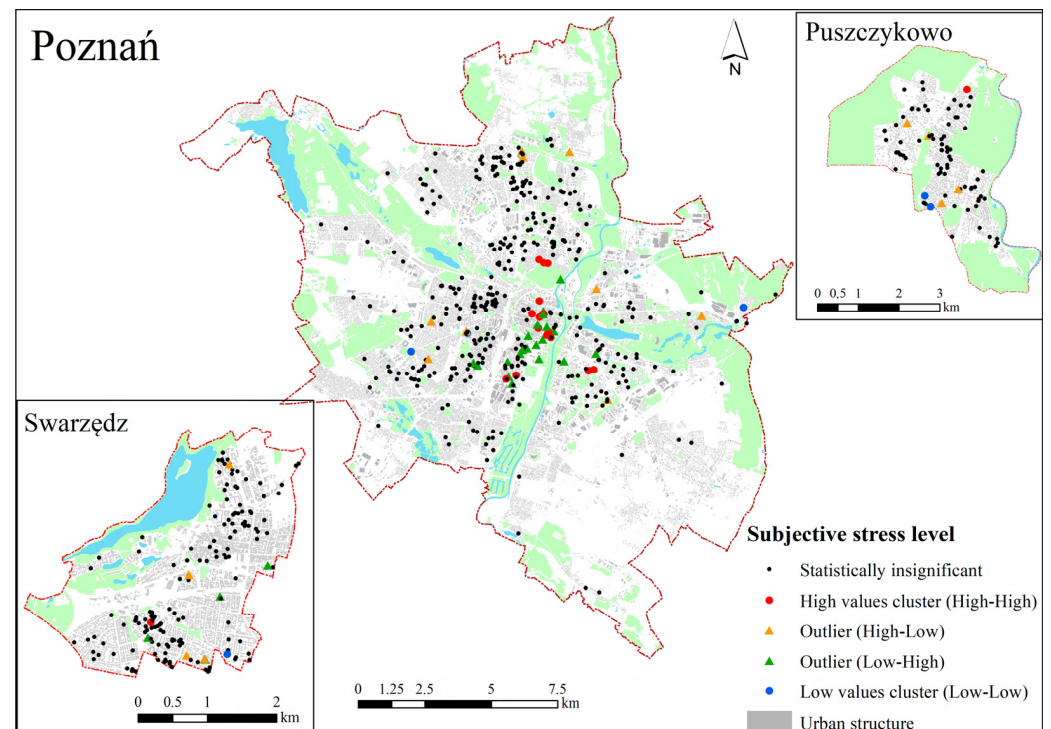 Poznań
N
Puszczykowo
0 0,5 1 2 3
km
Swarzędz
0 0.5 1 2
km
0 1.25 2.5 5 7.5
km
Subjective stress level
Statistically insignificant
High values cluster (High-High)
Outlier (High-Low)
Outlier (Low-High)
Low values cluster (Low-Low)
Urban structure